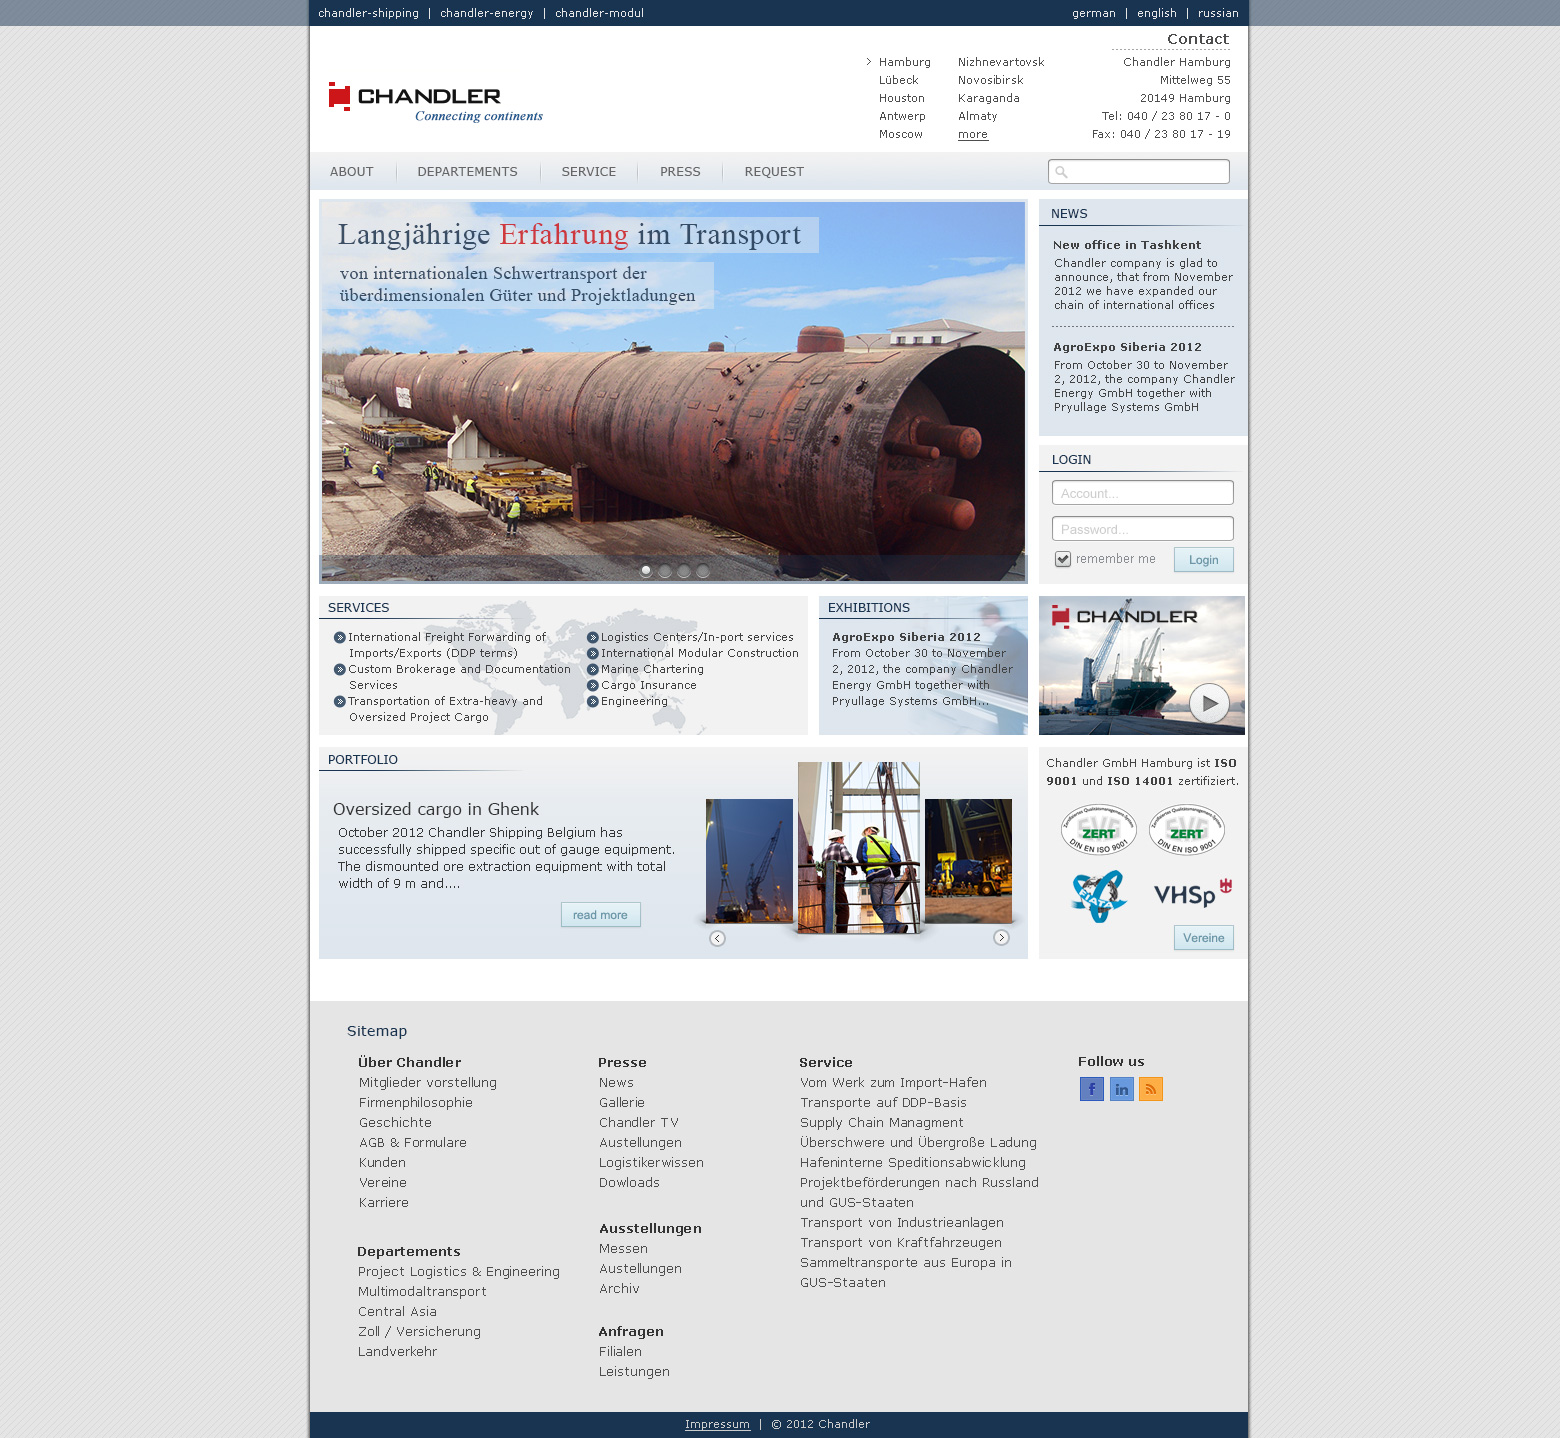 chandler-shipping | chandler-energy | chandler-modul
german | english | russian
Contact
Hamburg
Lübeck
Houston
Antwerp
Moscow
Nizhnevartovsk
Novosibirsk
Karaganda
Almaty
more
Chandler Hamburg
Mittelweg 55
20149 Hamburg
Tel: 040 / 23 80 17 - 0
Fax: 040 / 23 80 17 - 19
CHANDLER
Connecting continents
ABOUT
DEPARTEMENTS
SERVICE
PRESS
REQUEST
Langjährige Erfahrung im Transport
von internationalen Schwertransport der
überdimensionalen Güter und Projektladungen
NEWS
New office in Tashkent
Chandler company is glad to
announce, that from November
2012 we have expanded our
chain of international offices
AgroExpo Siberia 2012
From October 30 to November
2, 2012, the company Chandler
Energy GmbH together with
Pryullage Systems GmbH
LOGIN
Account...
Password...
remember me
Login
SERVICES
International Freight Forwarding of
Imports/Exports (DDP terms)
Custom Brokerage and Documentation
Services
Transportation of Extra-heavy and
Oversized Project Cargo
Logistics Centers/In-port services
International Modular Construction
Marine Chartering
Cargo Insurance
Engineering
EXHIBITIONS
AgroExpo Siberia 2012
From October 30 to November
2, 2012, the company Chandler
Energy GmbH together with
Pryullage Systems GmbH...
CHANDLER
PORTFOLIO
Oversized cargo in Ghenk
October 2012 Chandler Shipping Belgium has
successfully shipped specific out of gauge equipment.
The dismounted ore extraction equipment with total
width of 9 m and....
read more
Chandler GmbH Hamburg ist ISO
9001 und ISO 14001 zertifiziert.
ZERT
DIN EN ISO 9001
ZERT
DIN EN ISO 9001
VHSp
Vereine
Sitemap
Über Chandler
Mitglieder vorstellung
Firmenphilosophie
Geschichte
AGB & Formulare
Kunden
Vereine
Karriere
Departements
Project Logistics & Engineering
Multimodaltransport
Central Asia
Zoll / Versicherung
Landverkehr
Presse
News
Gallerie
Chandler TV
Austellungen
Logistikerwissen
Dowloads
Ausstellungen
Messen
Austellungen
Archiv
Anfragen
Filialen
Leistungen
Service
Vom Werk zum Import-Hafen
Transporte auf DDP-Basis
Supply Chain Managment
Überschwere und Übergroße Ladung
Hafeninterne Speditionsabwicklung
Projektbeförderungen nach Russland
und GUS-Staaten
Transport von Industrieanlagen
Transport von Kraftfahrzeugen
Sammeltransporte aus Europa in
GUS-Staaten
Follow us
Impressum | © 2012 Chandler